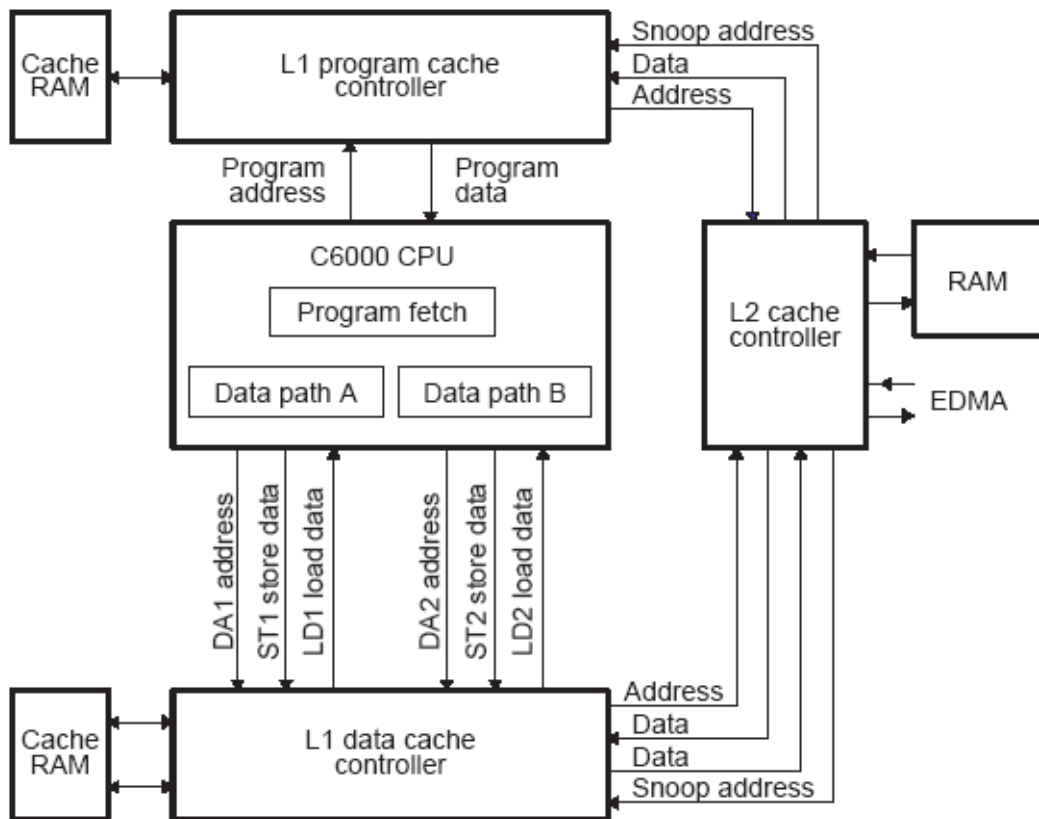 Cache
RAM
L1 program cache
controller
Snoop address
Data
Address
Program
address
Program
data
C6000 CPU
Program fetch
Data path A
Data path B
L2 cache
controller
RAM
EDMA
DA1 address
ST1 store data
LD1 load data
DA2 address
ST2 store data
LD2 load data
Cache
RAM
L1 data cache
controller
Address
Data
Data
Snoop address